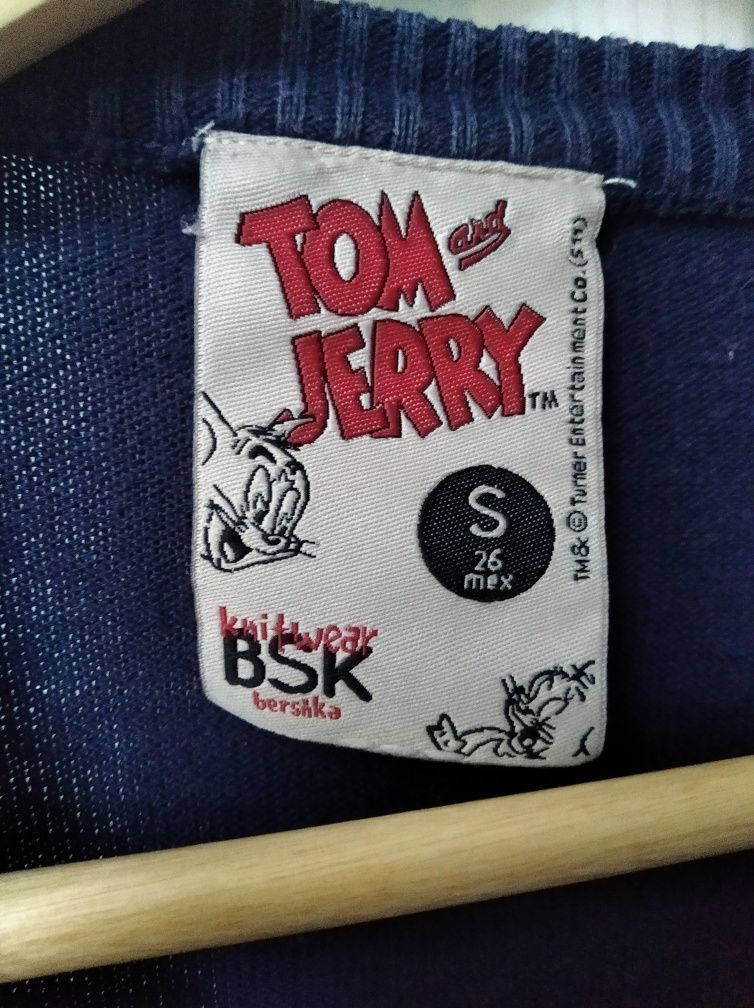 TOM and
JERRY TM
S
26
mex
knitwear
BSK
bershka
TM& © Turner Entertainment Co. (S11)